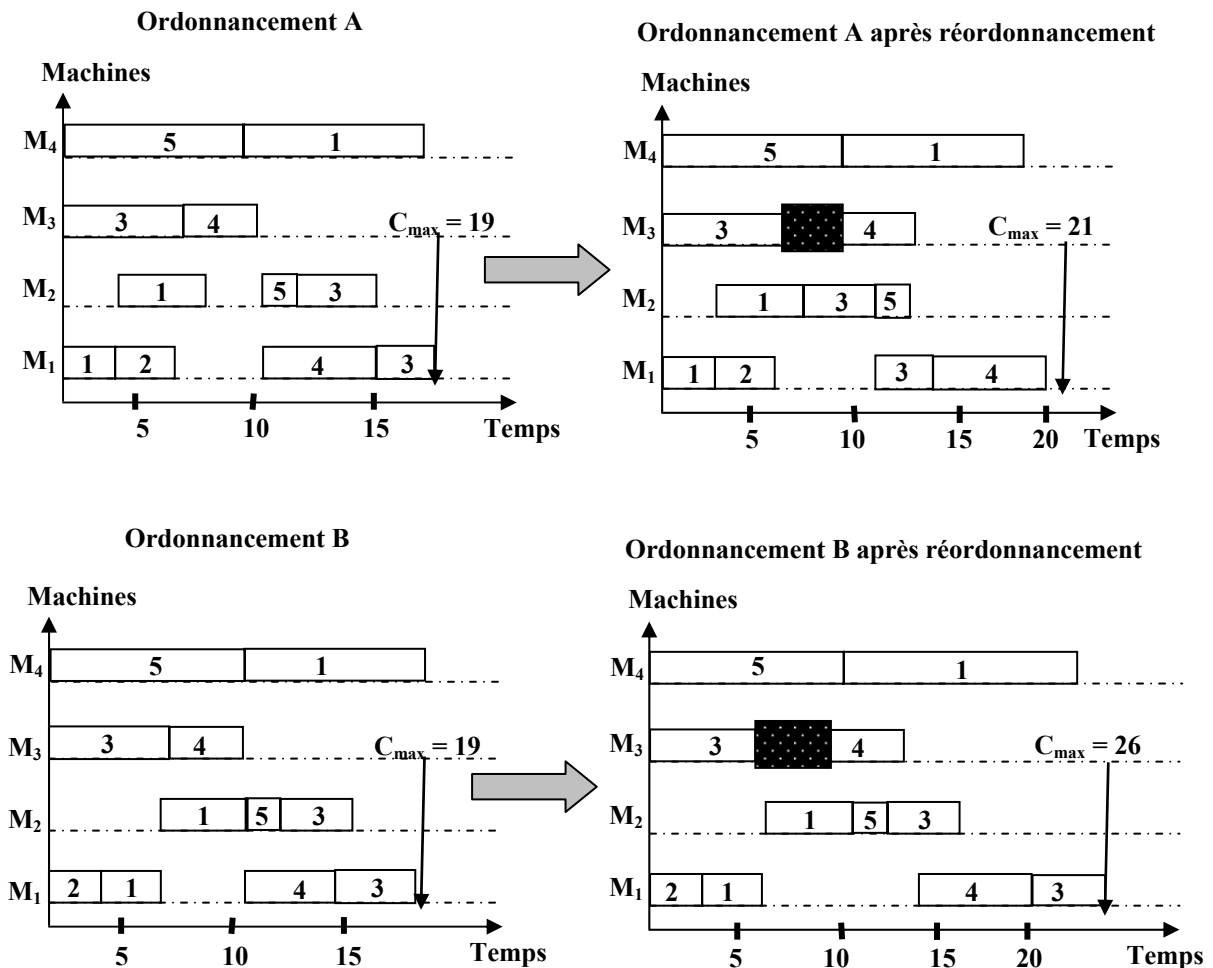 Ordonnancement A
Machines
M4 5 1
M3 3 4
Cmax = 19
M2 1 5 3
M1 1 2 4 3
5 10 15 Temps
Ordonnancement A après réordonnancement
Machines
M4 5 1
M3 3 4
Cmax = 21
M2 1 3 5
M1 1 2 3 4
5 10 15 20 Temps
Ordonnancement B
Machines
M4 5 1
M3 3 4
Cmax = 19
M2 1 5 3
M1 2 1 4 3
5 10 15 Temps
Ordonnancement B après réordonnancement
Machines
M4 5 1
M3 3 4
Cmax = 26
M2 1 5 3
M1 2 1 4 3
5 10 15 20 Temps